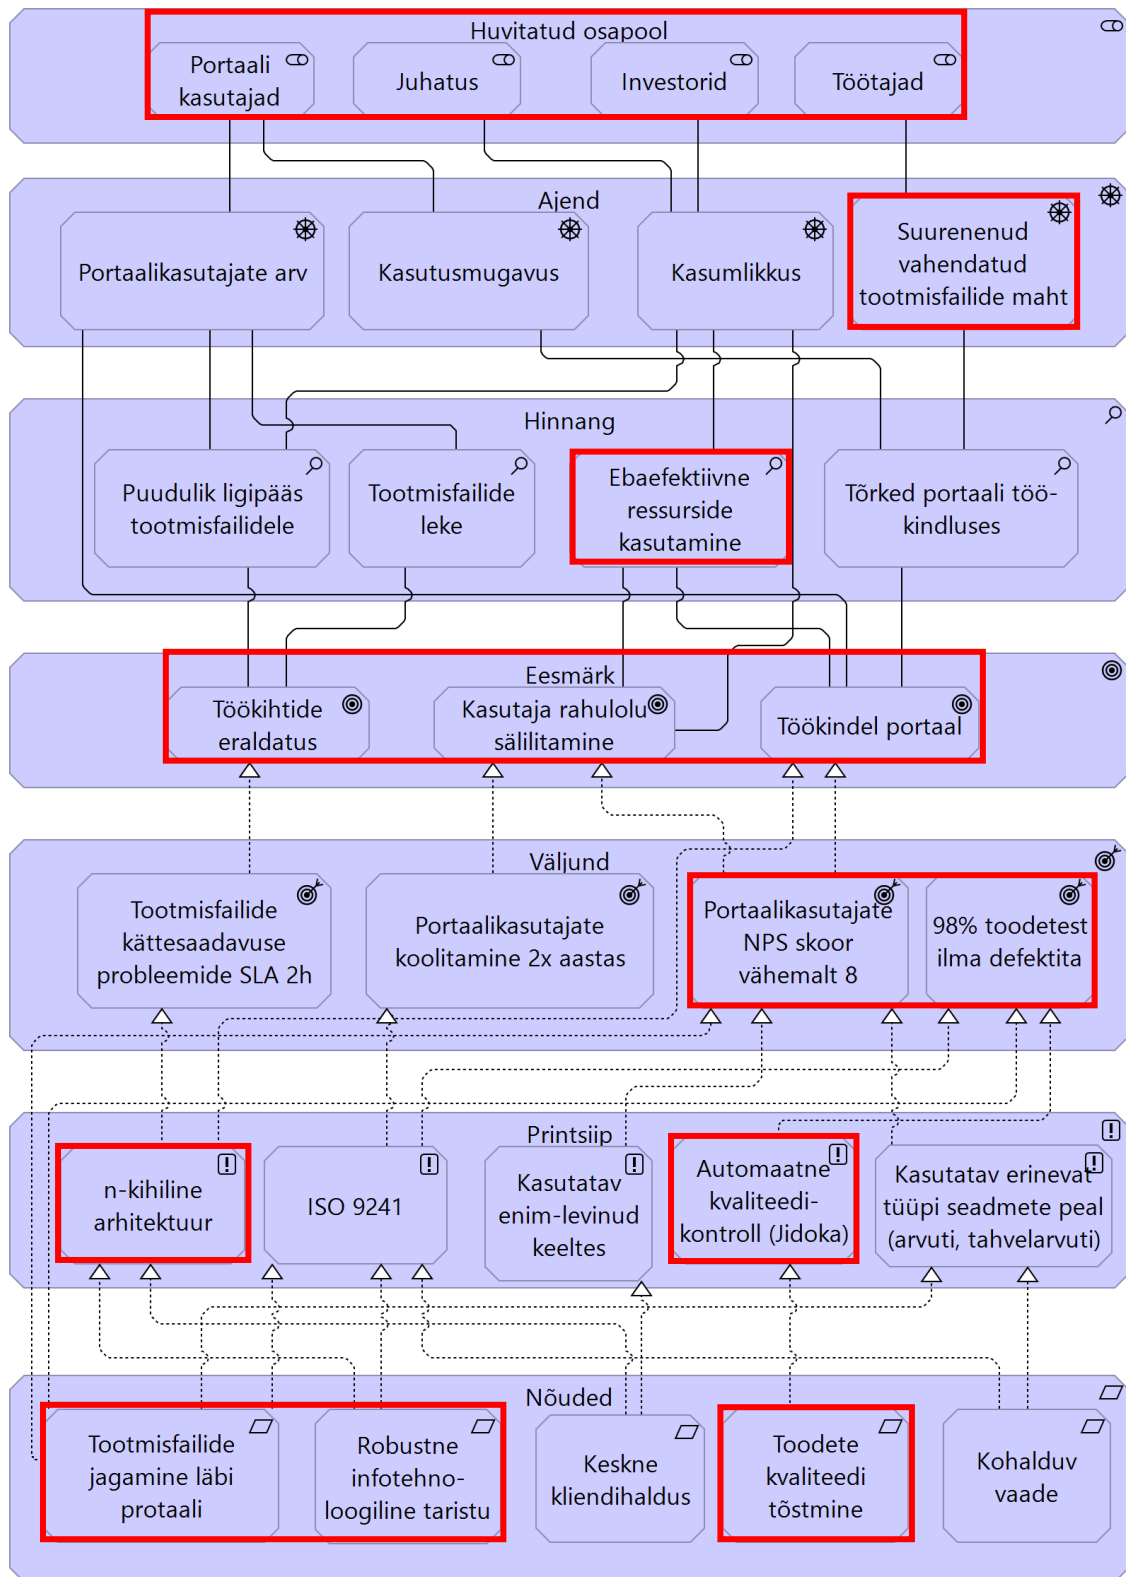 Huvitatud osapool
Portaali
kasutajad
Juhatus
Investorid
Töötajad
Ajend
Portaalikasutajate arv
Kasutusmugavus
Kasumlikkus
Suurenenud
vahendatud
tootmisfailide maht
Hinnang
Puudulik ligipääs
tootmisfailidele
Tootmisfailide
leke
Ebaefektiivne
ressurside
kasutamine
Tõrked portaali töö-
kindluses
Eesmärk
Töökihtide
eraldatus
Kasutaja rahulolu
sälilitamine
Töökindel portaal
Väljund
Tootmisfailide
kättesaadavuse
probleemide SLA 2h
Portaalikasutajate
koolitamine 2x aastas
Portaalikasutajate
NPS skoor
vähemalt 8
98% toodetest
ilma defektita
Printsiip
n-kihiline
arhitektuur
ISO 9241
Kasutatav
enim-levinud
keeltes
Automaatne
kvaliteedi-
kontroll (Jidoka)
Kasutatav erinevat
tüüpi seadmete peal
(arvuti, tahvelarvuti)
Nõuded
Tootmisfailide
jagamine läbi
protaali
Robustne
infotehno-
loogiline taristu
Keskne
kliendihaldus
Toodete
kvaliteedi
tõstmine
Kohalduv
vaade